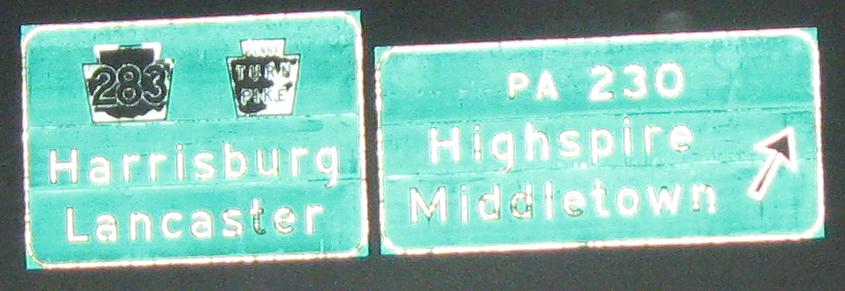 283
PENNA
TURN
PIKE
Harrisburg
Lancaster
PA 230
Highspire
Middletown